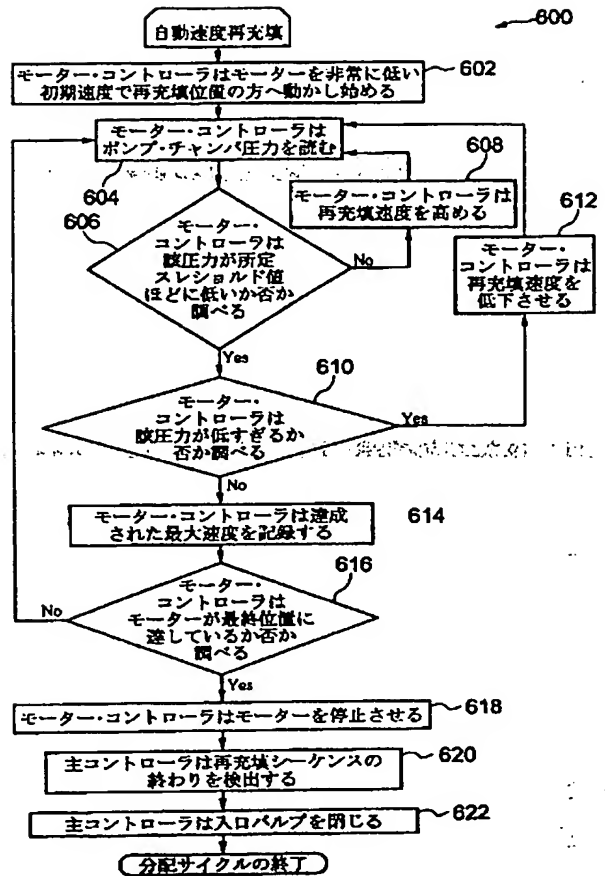 600
自動速度再充填
モーター・コントローラはモーターを非常に低い
初期速度で再充填位置の方へ動かし始める
602
モーター・コントローラは
ポンプ・チャンバ圧力を読む
604
606
モーター・
コントローラは
該圧力が所定
スレショルド値
ほどに低いか否か
調べる
No
608
モーター・コントローラは
再充填速度を高める
612
モーター・
コントローラは
再充填速度を
低下させる
Yes
610
モーター・
コントローラは
該圧力が低すぎるか
否か調べる
Yes
No
モーター・コントローラは達成
された最大速度を記録する
614
616
モーター・
コントローラは
モーターが最終位置に
達しているか否か
調べる
No
Yes
モーター・コントローラはモーターを停止させる
618
主コントローラは再充填シーケンスの
終わりを検出する
620
主コントローラは入口バルブを閉じる
622
分配サイクルの終了